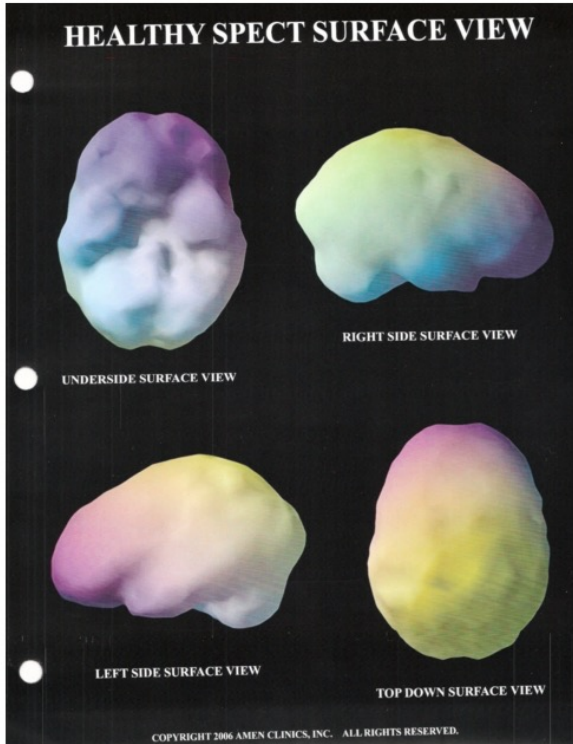 HEALTHY SPECT SURFACE VIEW
UNDERSIDE SURFACE VIEW
RIGHT SIDE SURFACE VIEW
LEFT SIDE SURFACE VIEW
TOP DOWN SURFACE VIEW
COPYRIGHT 2006 AMEN CLINICS, INC. ALL RIGHTS RESERVED.